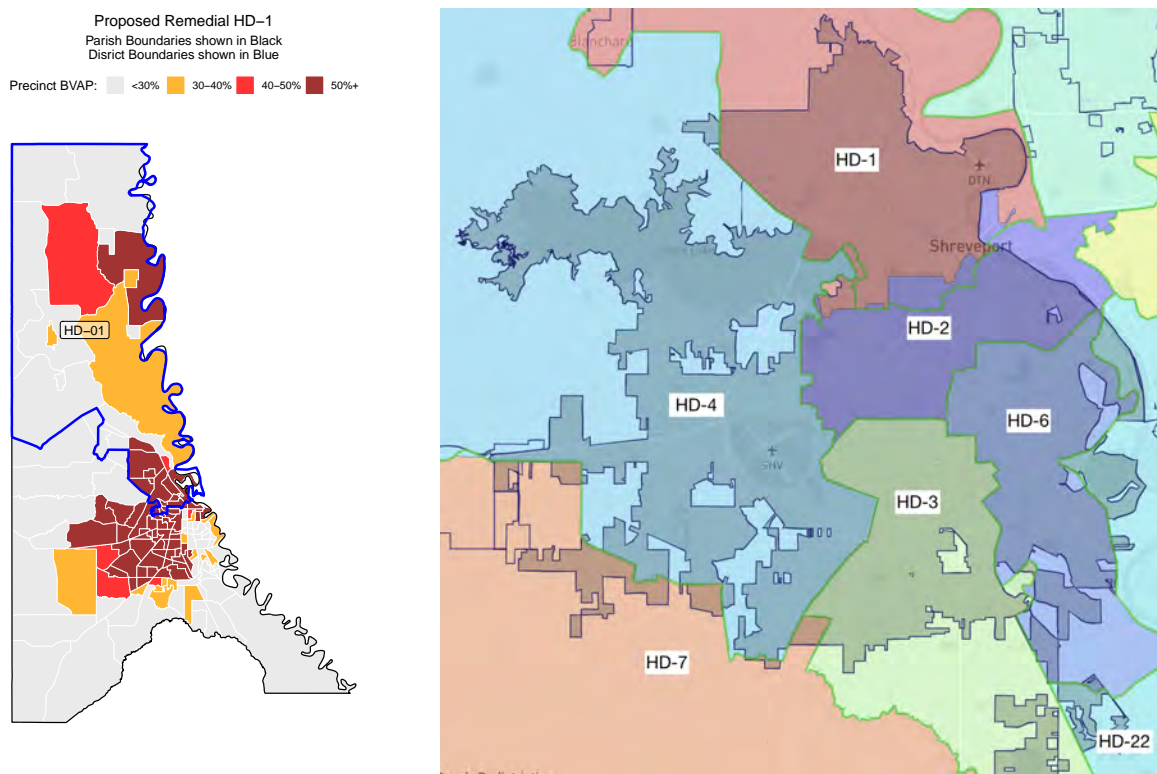 Proposed Remedial HD−1
Parish Boundaries shown in Black
Disrict Boundaries shown in Blue
Precinct BVAP: <30% 30−40% 40−50% 50%+
HD−01
Blanchard
HD-1
DTN
Shreveport
HD-2
HD-4
HD-6
SHV
HD-3
HD-7
HD-22